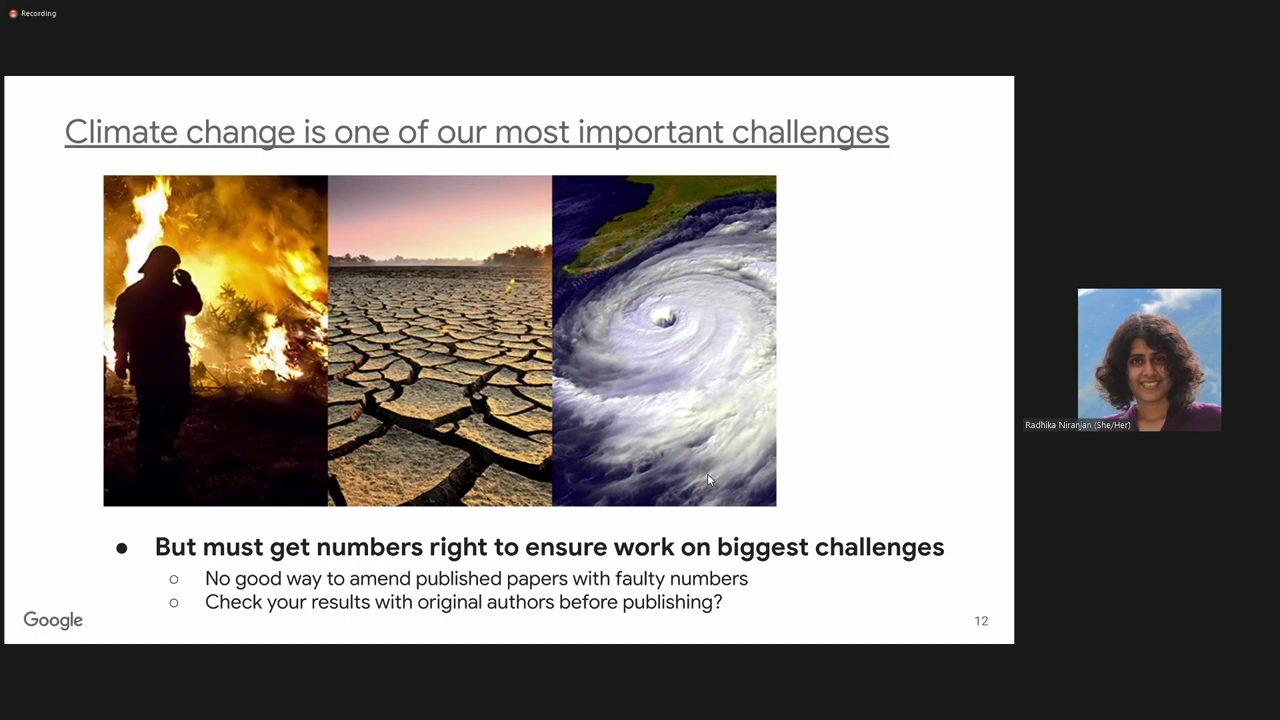 Recording
Climate change is one of our most important challenges
● But must get numbers right to ensure work on biggest challenges
○ No good way to amend published papers with faulty numbers
○ Check your results with original authors before publishing?
Google
12
Radhika Niranjan (She/Her)